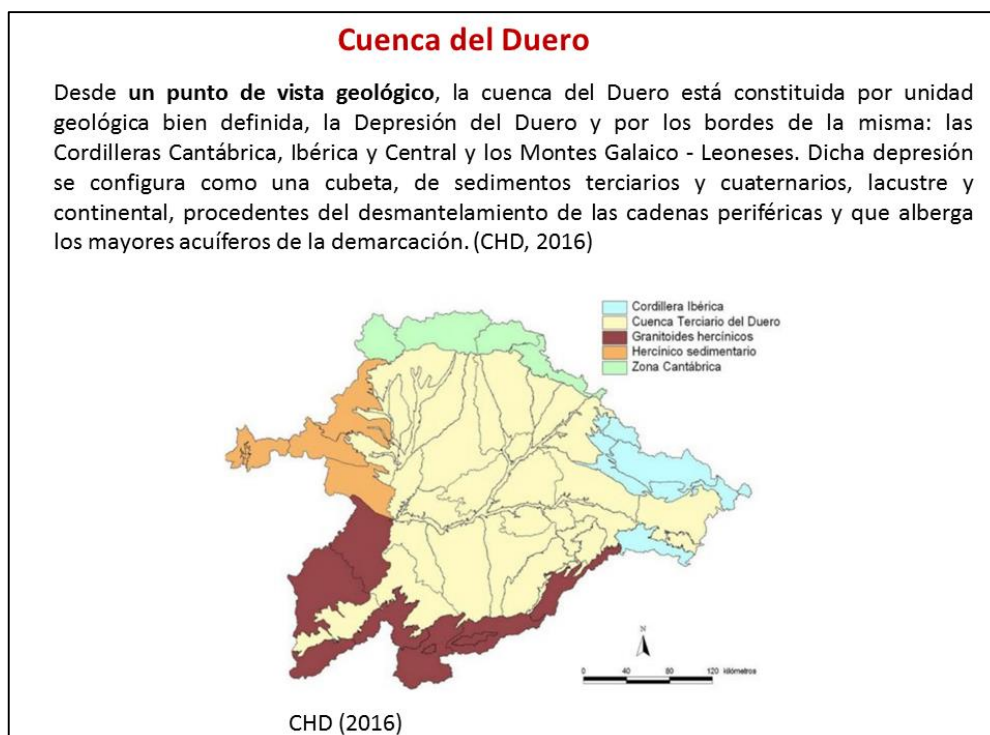 Cuenca del Duero
Desde un punto de vista geológico, la cuenca del Duero está constituida por unidad
geológica bien definida, la Depresión del Duero y por los bordes de la misma: las
Cordilleras Cantábrica, Ibérica y Central y los Montes Galaico - Leoneses. Dicha depresión
se configura como una cubeta, de sedimentos terciarios y cuaternarios, lacustre y
continental, procedentes del desmantelamiento de las cadenas periféricas y que alberga
los mayores acuíferos de la demarcación. (CHD, 2016)
Cordillera Ibérica
Cuenca Terciario del Duero
Granitoides hercínicos
Hercínico sedimentario
Zona Cantábrica
N
0 40 80 120 kilómetros
CHD (2016)